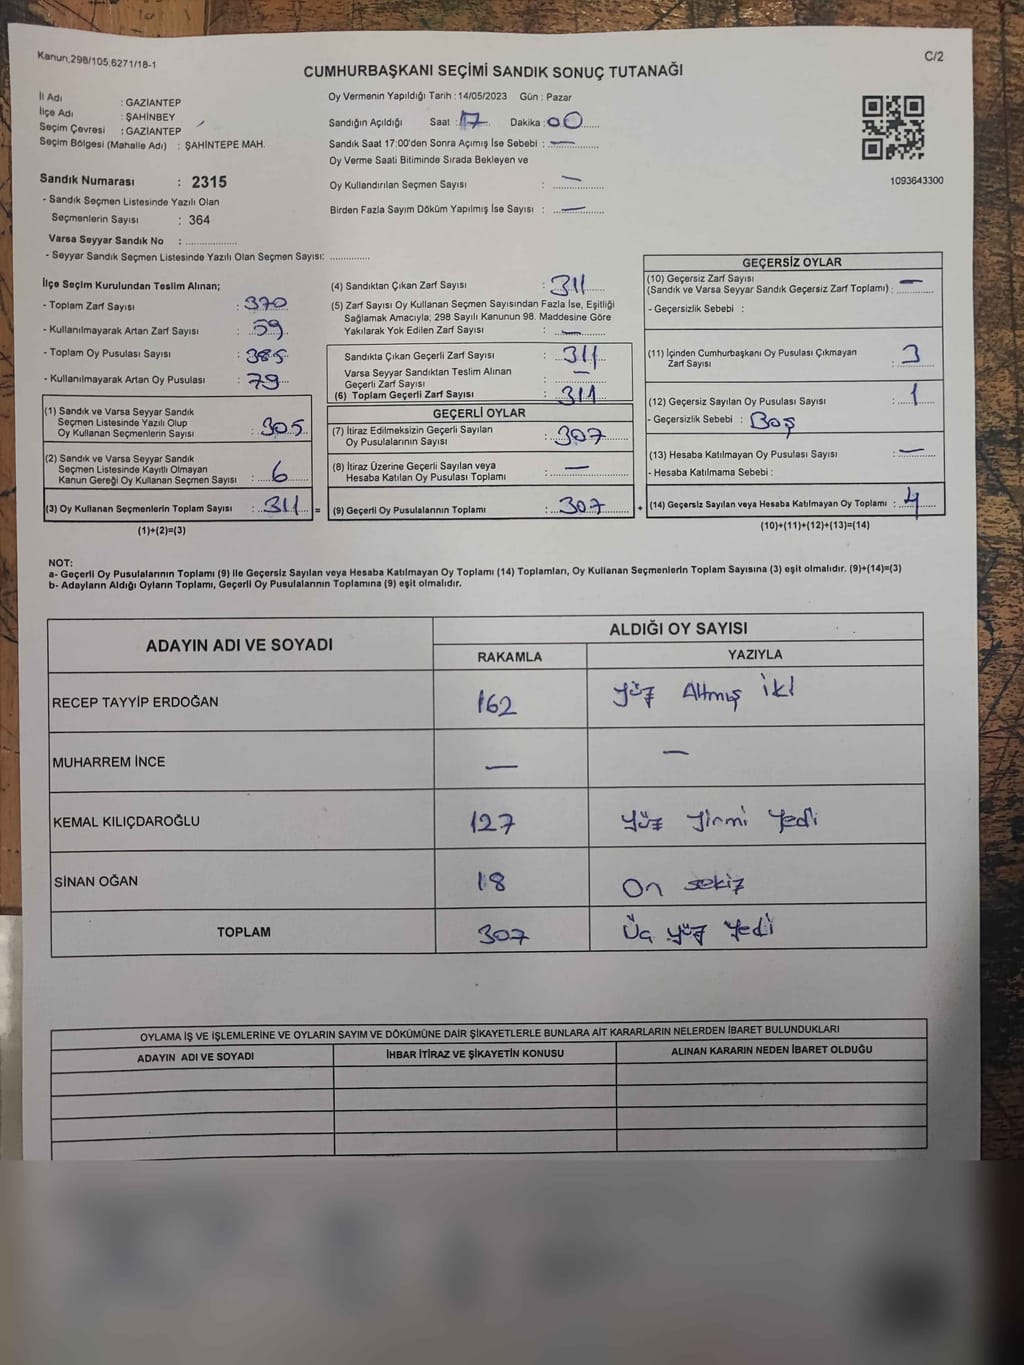 Kanun,298/105,6271/18-1
C/2
CUMHURBAŞKANI SEÇİMİ SANDIK SONUÇ TUTANAĞI
İl Adı : GAZİANTEP
İlçe Adı : ŞAHİNBEY
Seçim Çevresi : GAZİANTEP
Seçim Bölgesi (Mahalle Adı) : ŞAHİNTEPE MAH.
Sandık Numarası : 2315
- Sandık Seçmen Listesinde Yazılı Olan
Seçmenlerin Sayısı : 364
Varsa Seyyar Sandık No : ..................
- Seyyar Sandık Seçmen Listesinde Yazılı Olan Seçmen Sayısı: ..............
Oy Vermenin Yapıldığı Tarih : 14/05/2023 Gün : Pazar
Sandığın Açıldığı Saat : 17 Dakika : 00
Sandık Saat 17:00'den Sonra Açımış İse Sebebi : —
Oy Verme Saati Bitiminde Sırada Bekleyen ve
Oy Kullandırılan Seçmen Sayısı : —
Birden Fazla Sayım Döküm Yapılmış İse Sayısı : —
1093643300
İlçe Seçim Kurulundan Teslim Alınan;
- Toplam Zarf Sayısı : 370
- Kullanılmayarak Artan Zarf Sayısı : 59
- Toplam Oy Pusulası Sayısı : 385
- Kullanılmayarak Artan Oy Pusulası : 79
(1) Sandık ve Varsa Seyyar Sandık
Seçmen Listesinde Yazılı Olup
Oy Kullanan Seçmenlerin Sayısı : 305
(2) Sandık ve Varsa Seyyar Sandık
Seçmen Listesinde Kayıtlı Olmayan
Kanun Gereği Oy Kullanan Seçmen Sayısı : 6
(3) Oy Kullanan Seçmenlerin Toplam Sayısı : 311 =
(1)+(2)=(3)
(4) Sandıktan Çıkan Zarf Sayısı : 311
(5) Zarf Sayısı Oy Kullanan Seçmen Sayısından Fazla İse, Eşitliği
Sağlamak Amacıyla; 298 Sayılı Kanunun 98. Maddesine Göre
Yakılarak Yok Edilen Zarf Sayısı : —
Sandıkta Çıkan Geçerli Zarf Sayısı : 311
Varsa Seyyar Sandıktan Teslim Alınan
Geçerli Zarf Sayısı : —
(6) Toplam Geçerli Zarf Sayısı : 311
GEÇERLİ OYLAR
(7) İtiraz Edilmeksizin Geçerli Sayılan
Oy Pusulalarının Sayısı : 307
(8) İtiraz Üzerine Geçerli Sayılan veya
Hesaba Katılan Oy Pusulası Toplamı : —
(9) Geçerli Oy Pusulalarının Toplamı : 307 +
GEÇERSİZ OYLAR
(10) Geçersiz Zarf Sayısı
(Sandık ve Varsa Seyyar Sandık Geçersiz Zarf Toplamı) : —
- Geçersizlik Sebebi :
(11) İçinden Cumhurbaşkanı Oy Pusulası Çıkmayan
Zarf Sayısı : 3
(12) Geçersiz Sayılan Oy Pusulası Sayısı : 1
- Geçersizlik Sebebi : Boş
(13) Hesaba Katılmayan Oy Pusulası Sayısı : —
- Hesaba Katılmama Sebebi :
(14) Geçersiz Sayılan veya Hesaba Katılmayan Oy Toplamı : 4
(10)+(11)+(12)+(13)=(14)
NOT:
a- Geçerli Oy Pusulalarının Toplamı (9) İle Geçersiz Sayılan veya Hesaba Katılmayan Oy Toplamı (14) Toplamları, Oy Kullanan Seçmenlerin Toplam Sayısına (3) eşit olmalıdır. (9)+(14)=(3)
b- Adayların Aldığı Oyların Toplamı, Geçerli Oy Pusulalarının Toplamına (9) eşit olmalıdır.
ADAYIN ADI VE SOYADI
ALDIĞI OY SAYISI
RAKAMLA YAZIYLA
RECEP TAYYİP ERDOĞAN 162 Yüz Altmış iki
MUHARREM İNCE — —
KEMAL KILIÇDAROĞLU 127 Yüz Yirmi Yedi
SİNAN OĞAN 18 On sekiz
TOPLAM 307 Üç yüz Yedi
OYLAMA İŞ VE İŞLEMLERİNE VE OYLARIN SAYIM VE DÖKÜMÜNE DAİR ŞİKAYETLERLE BUNLARA AİT KARARLARIN NELERDEN İBARET BULUNDUKLARI
ADAYIN ADI VE SOYADI İHBAR İTİRAZ VE ŞİKAYETİN KONUSU ALINAN KARARIN NEDEN İBARET OLDUĞU